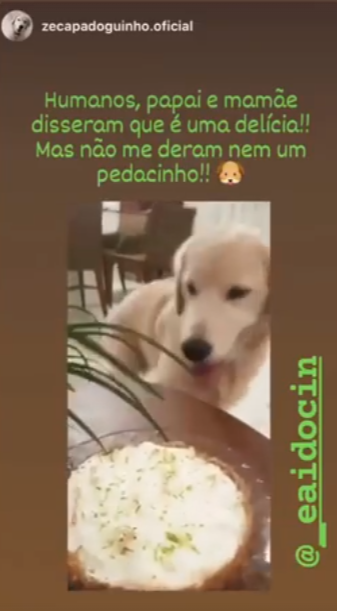 zecapadoguinho.oficial
Humanos, papai e mamãe
disseram que é uma delícia!!
Mas não me deram nem um
pedacinho!! 🐶
@_eaidocin